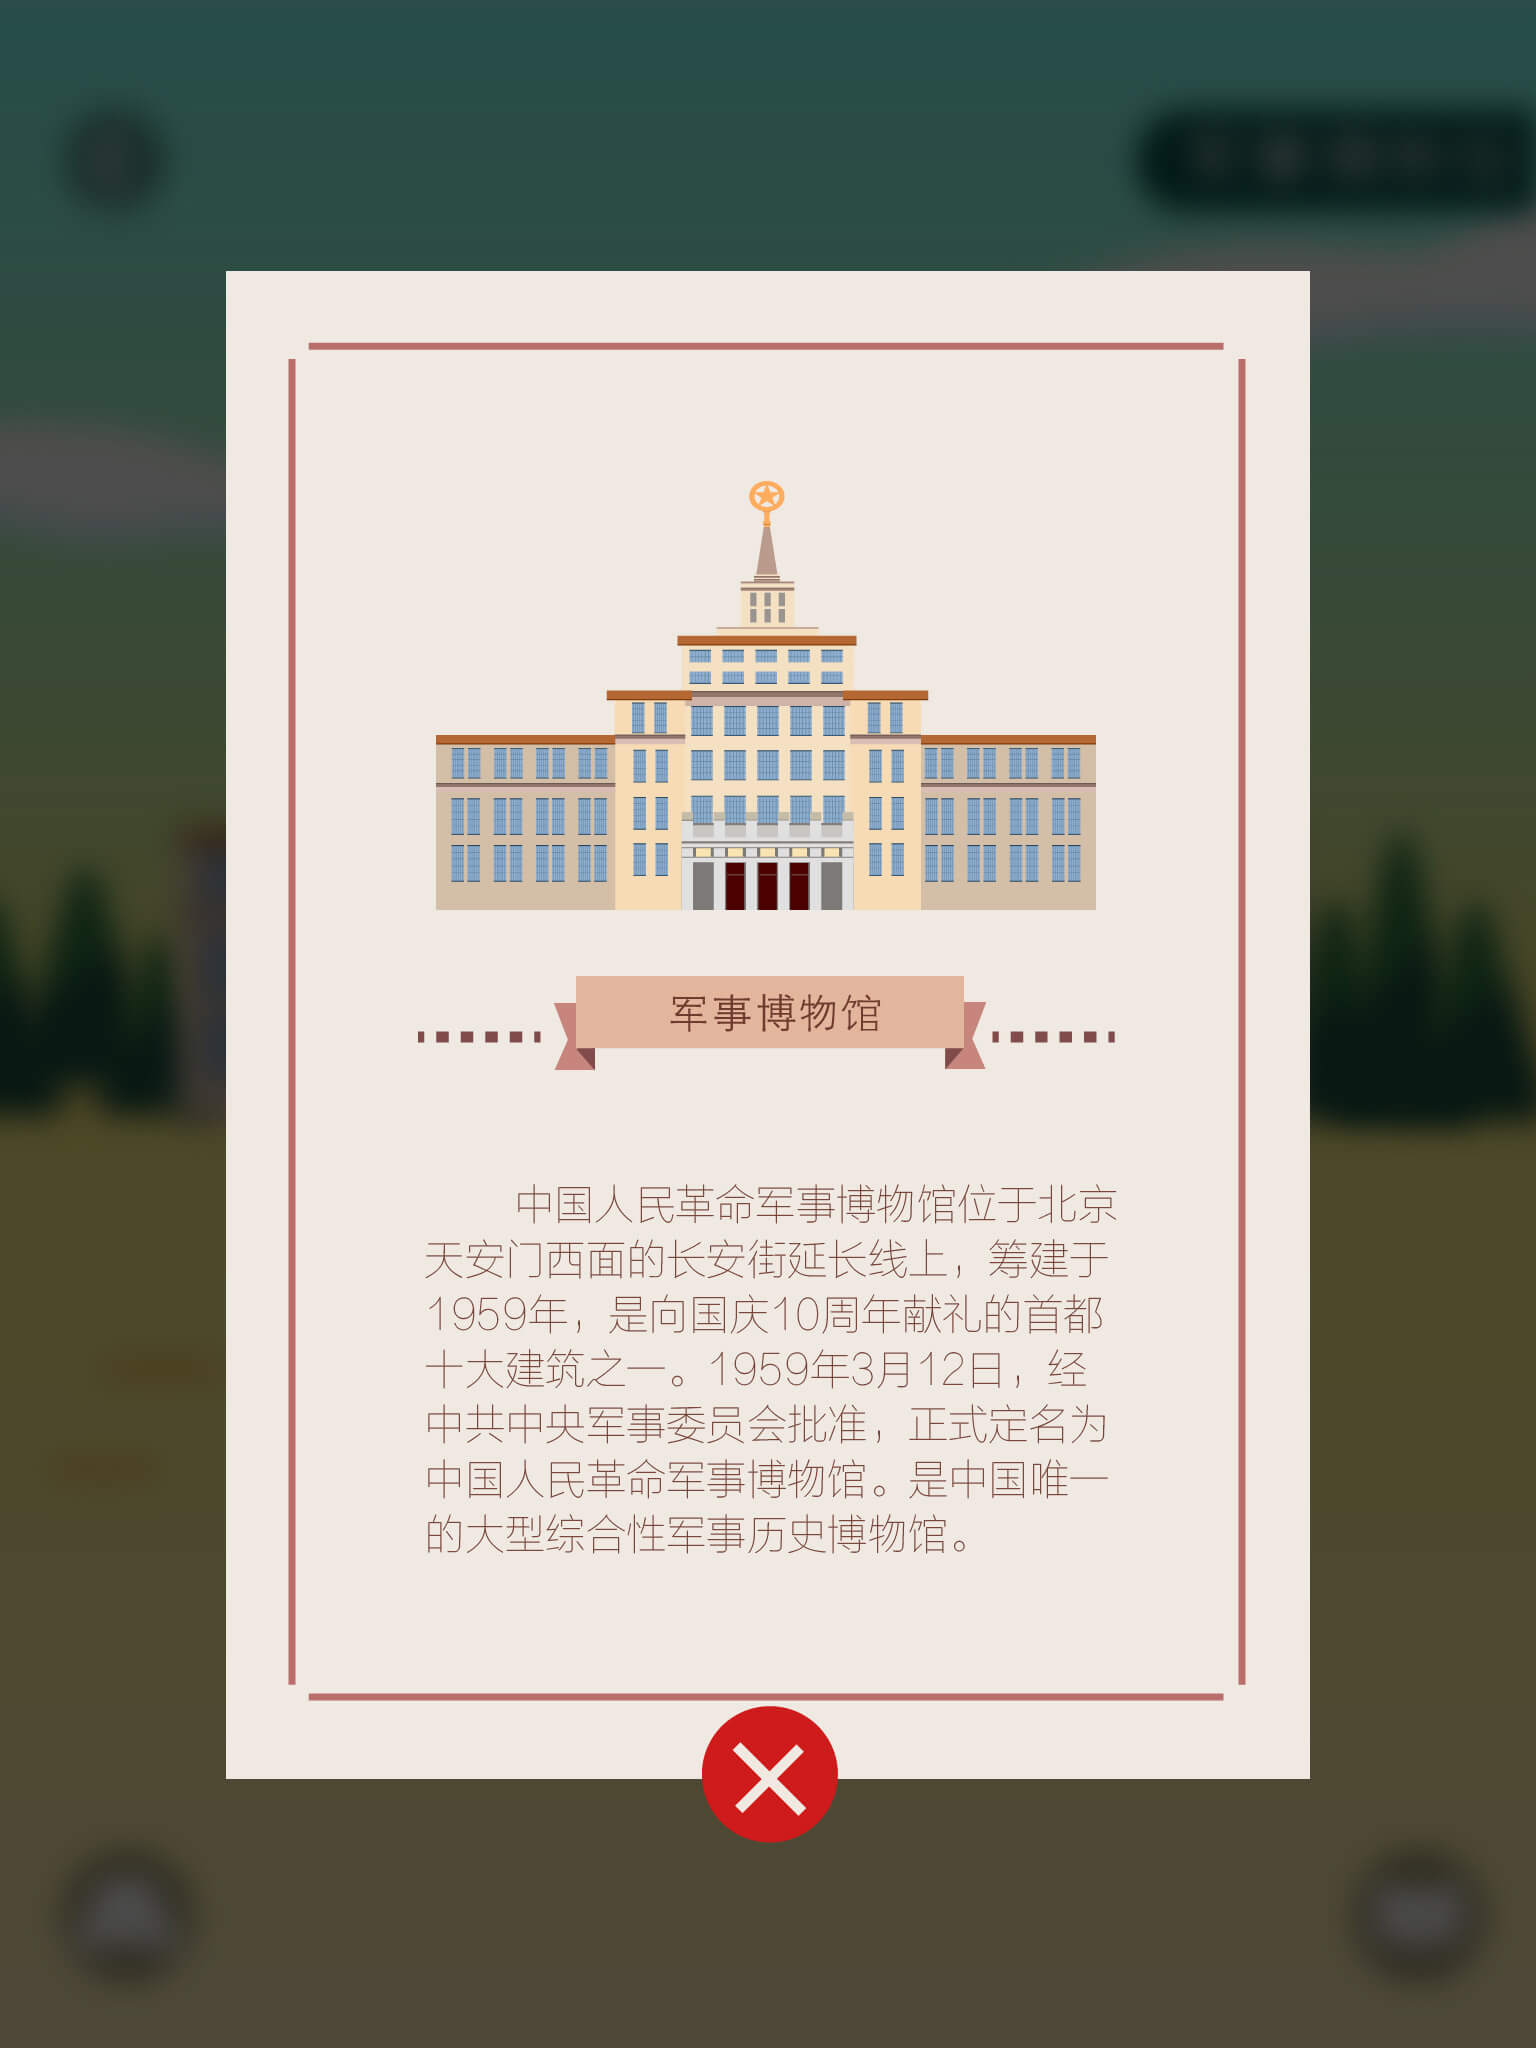 军事博物馆
中国人民革命军事博物馆位于北京
天安门西面的长安街延长线上，筹建于
1959年，是向国庆10周年献礼的首都
十大建筑之一。1959年3月12日，经
中共中央军事委员会批准，正式定名为
中国人民革命军事博物馆。是中国唯一
的大型综合性军事历史博物馆。